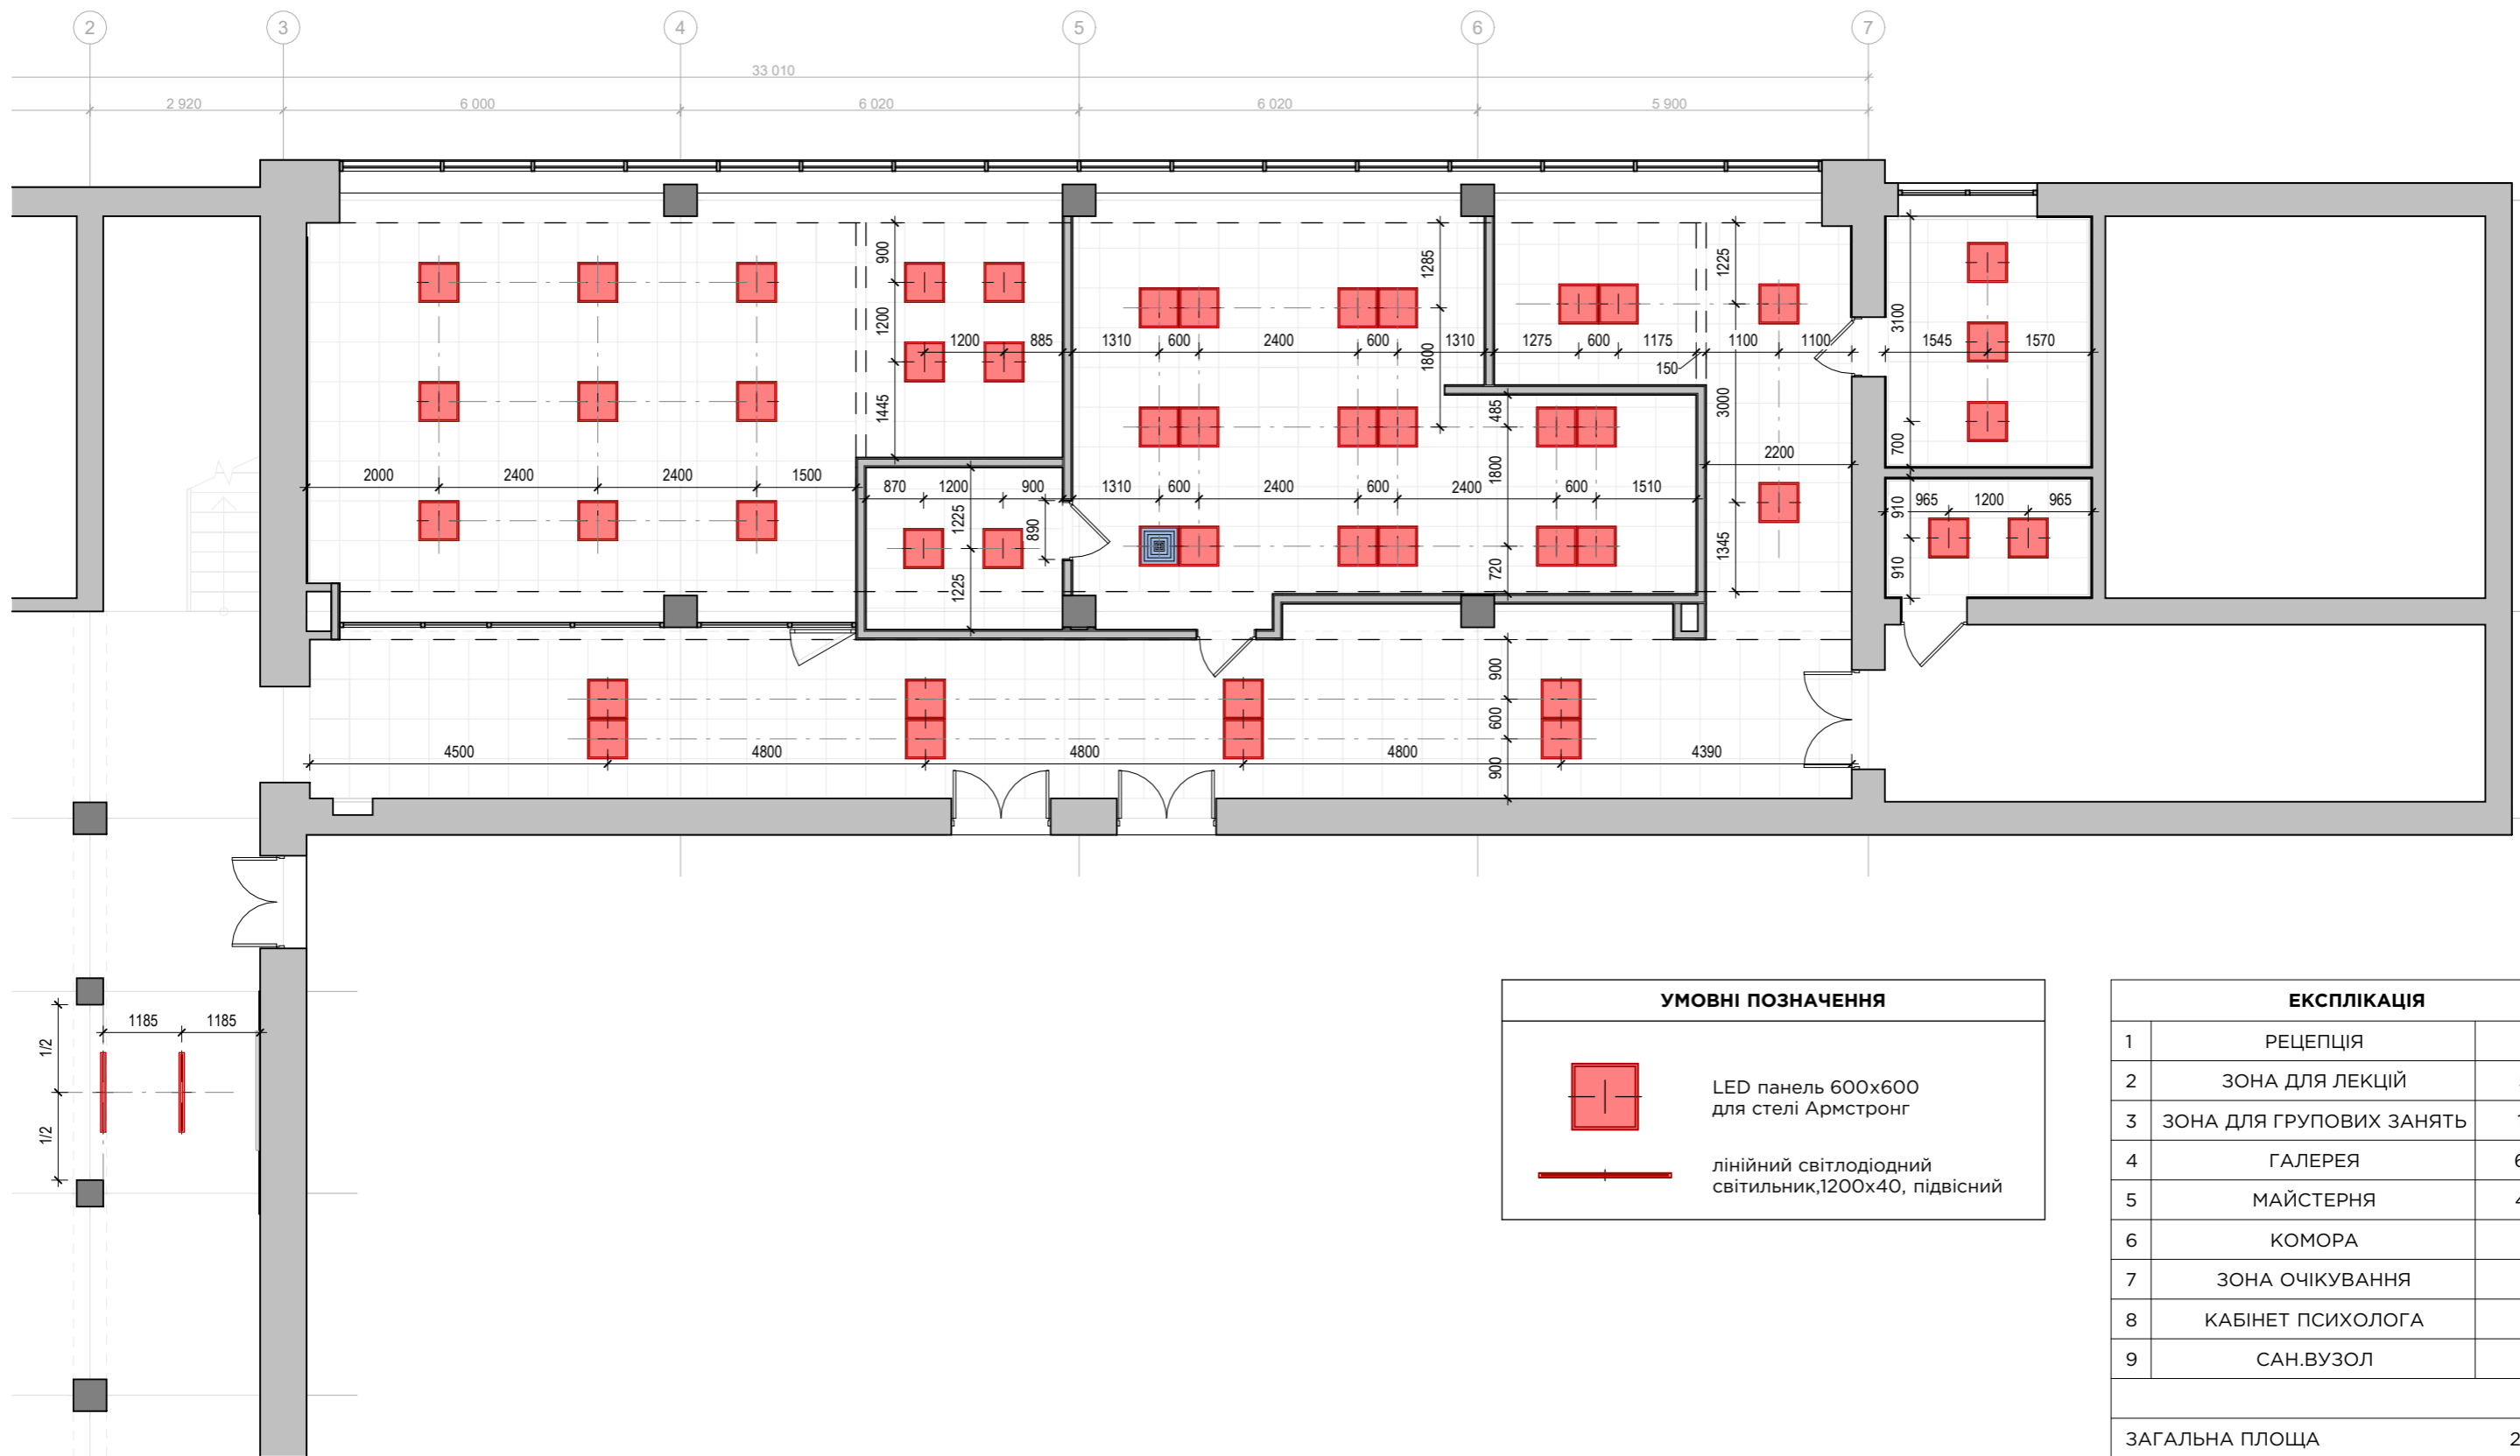 2 3 4 5 6 7
33 010
2 920 6 000 6 020 6 020 5 900
900
1200
1445
1200 885
1310 600 2400 600 1310
1285
1800
1275 600 1175
150
1100 1100
1225
3000
1345
2200
3100
700
1545 1570
2000 2400 2400 1500
870 1200 900
1225
1225
890
1310 600 2400 600 2400 600 1510
485
1800
720
965 1200 965
910
910
900
600
900
4500 4800 4800 4800 4390
1185 1185
1/2
1/2
УМОВНІ ПОЗНАЧЕННЯ
LED панель 600х600
для стелі Армстронг
лінійний світлодіодний
світильник,1200х40, підвісний
ЕКСПЛІКАЦІЯ
1 РЕЦЕПЦІЯ
2 ЗОНА ДЛЯ ЛЕКЦІЙ
3 ЗОНА ДЛЯ ГРУПОВИХ ЗАНЯТЬ
4 ГАЛЕРЕЯ
5 МАЙСТЕРНЯ
6 КОМОРА
7 ЗОНА ОЧІКУВАННЯ
8 КАБІНЕТ ПСИХОЛОГА
9 САН.ВУЗОЛ
ЗАГАЛЬНА ПЛОЩА 2